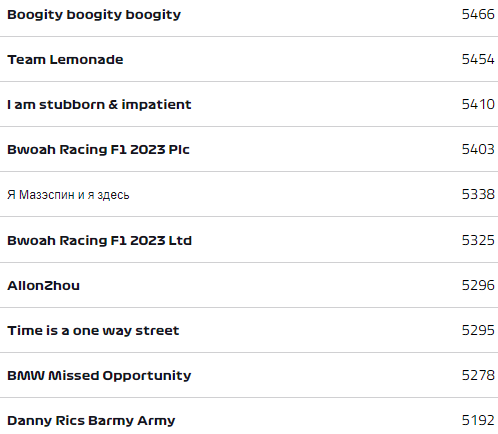 Boogity boogity boogity 5466
Team Lemonade 5454
I am stubborn & impatient 5410
Bwoah Racing F1 2023 Plc 5403
Я Мазэспин и я здесь 5338
Bwoah Racing F1 2023 Ltd 5325
AllonZhou 5296
Time is a one way street 5295
BMW Missed Opportunity 5278
Danny Rics Barmy Army 5192